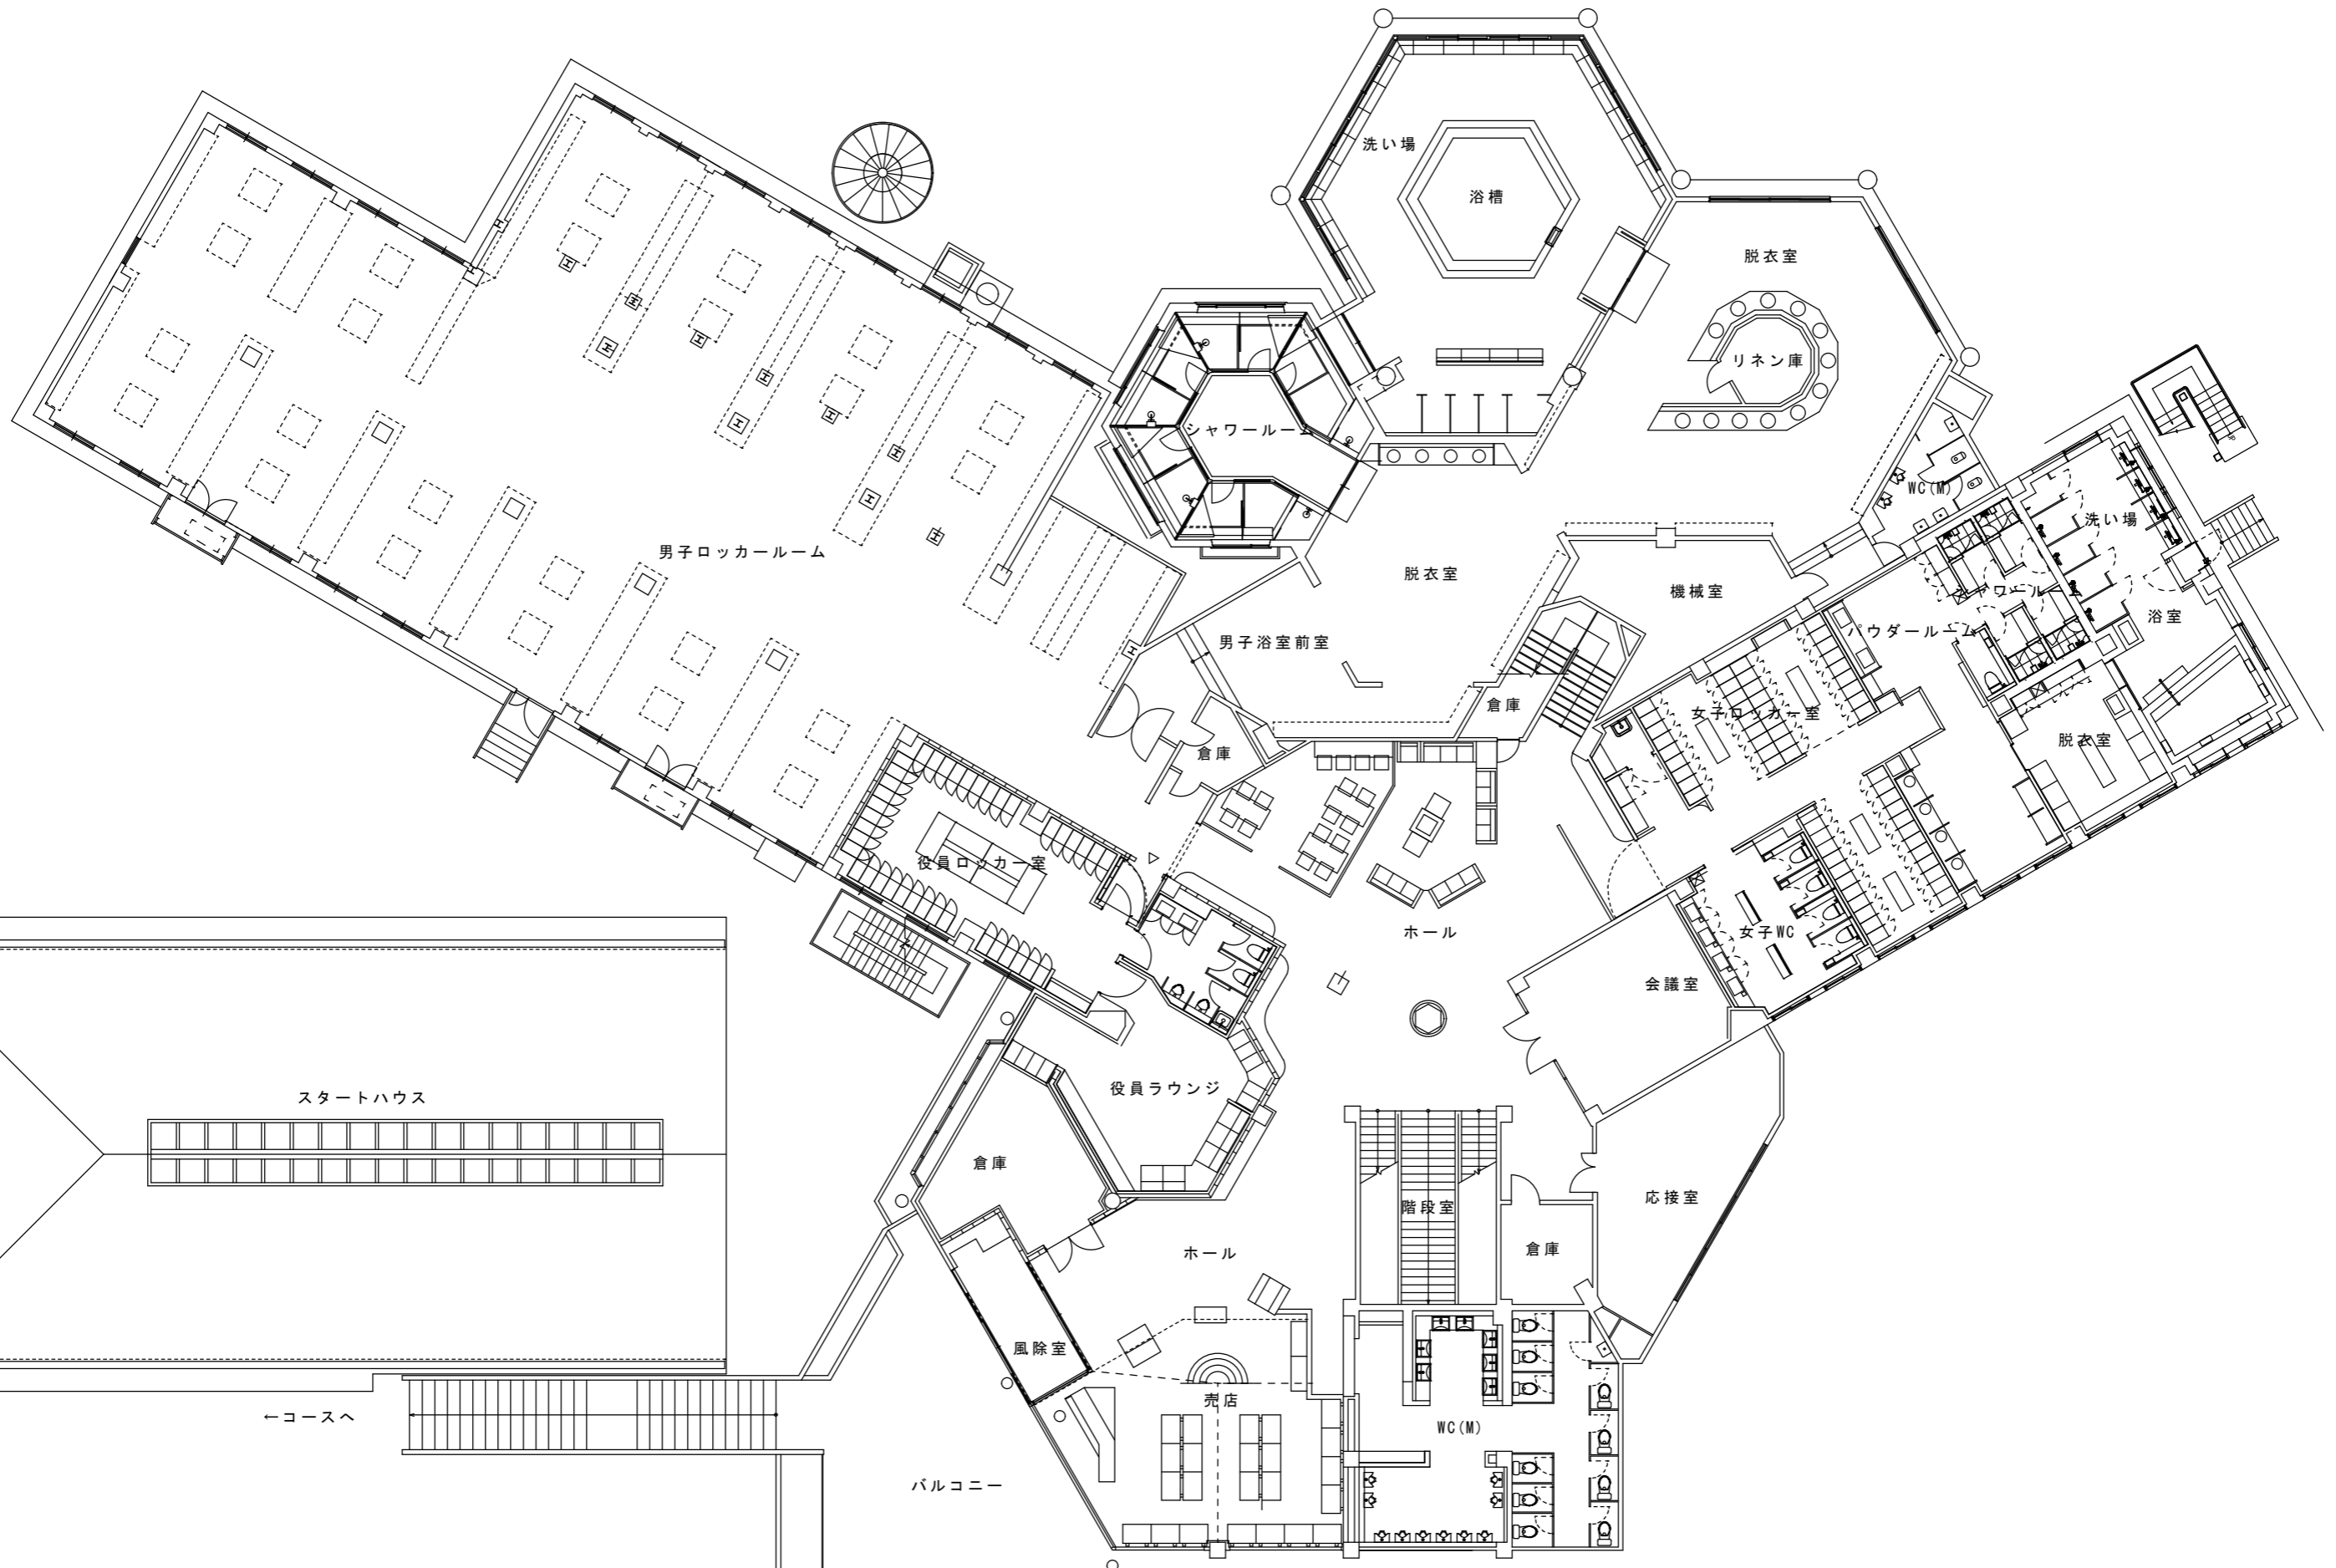 洗い場
浴槽
脱衣室
リネン庫
シャワールーム
WC(M)
洗い場
男子ロッカールーム
脱衣室
機械室
シャワールーム
浴室
パウダールーム
男子浴室前室
倉庫
女子ロッカー室
脱衣室
倉庫
役員ロッカー室
ホール
女子WC
会議室
役員ラウンジ
スタートハウス
倉庫
応接室
階段室
ホール
倉庫
風除室
売店
←コースへ
WC(M)
バルコニー